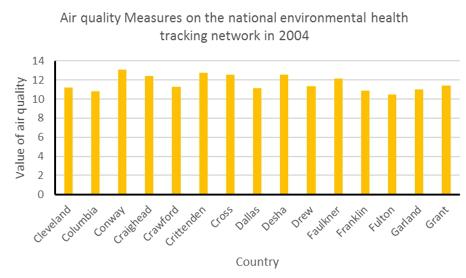 Air quality Measures on the national environmental health
tracking network in 2004
Value of air quality
14
12
10
8
6
4
2
0
Cleveland
Columbia
Conway
Craighead
Crawford
Crittenden
Cross
Dallas
Desha
Drew
Faulkner
Franklin
Fulton
Garland
Grant
Country